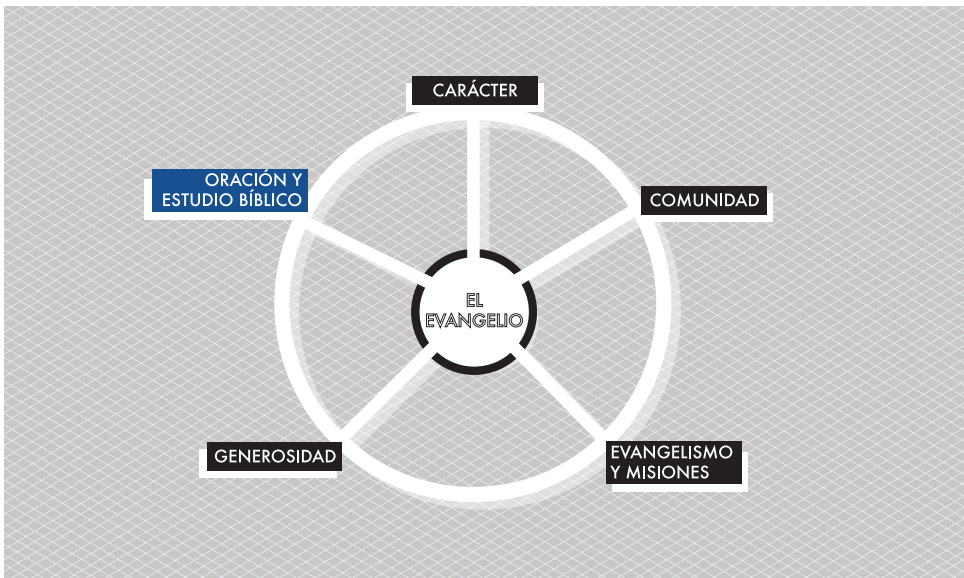 CARÁCTER
ORACIÓN Y
ESTUDIO BÍBLICO
COMUNIDAD
EL
EVANGELIO
GENEROSIDAD
EVANGELISMO
Y MISIONES